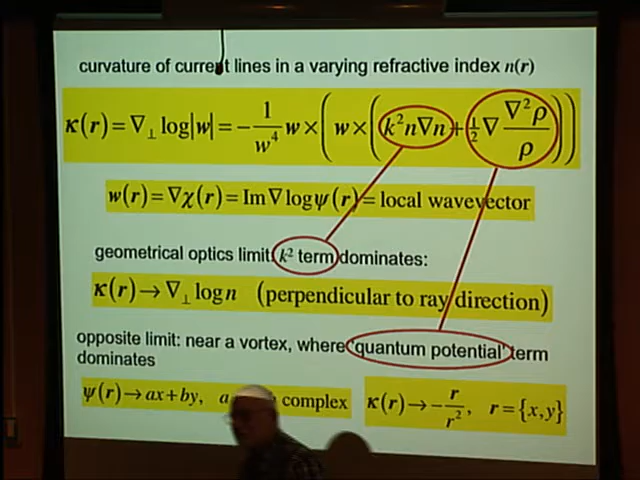 curvature of current lines in a varying refractive index n(r)
κ(r) = ∇⊥ log|w| = −1/w⁴ w × ( w × ( k²n∇n + ½∇ ∇²ρ/ρ ) )
w(r) = ∇χ(r) = Im∇logψ(r) = local wavevector
geometrical optics limit: k² term dominates:
κ(r) → ∇⊥ log n (perpendicular to ray direction)
opposite limit: near a vortex, where 'quantum potential' term
dominates
ψ(r) → ax + by, a complex
κ(r) → − r/r², r = {x, y}